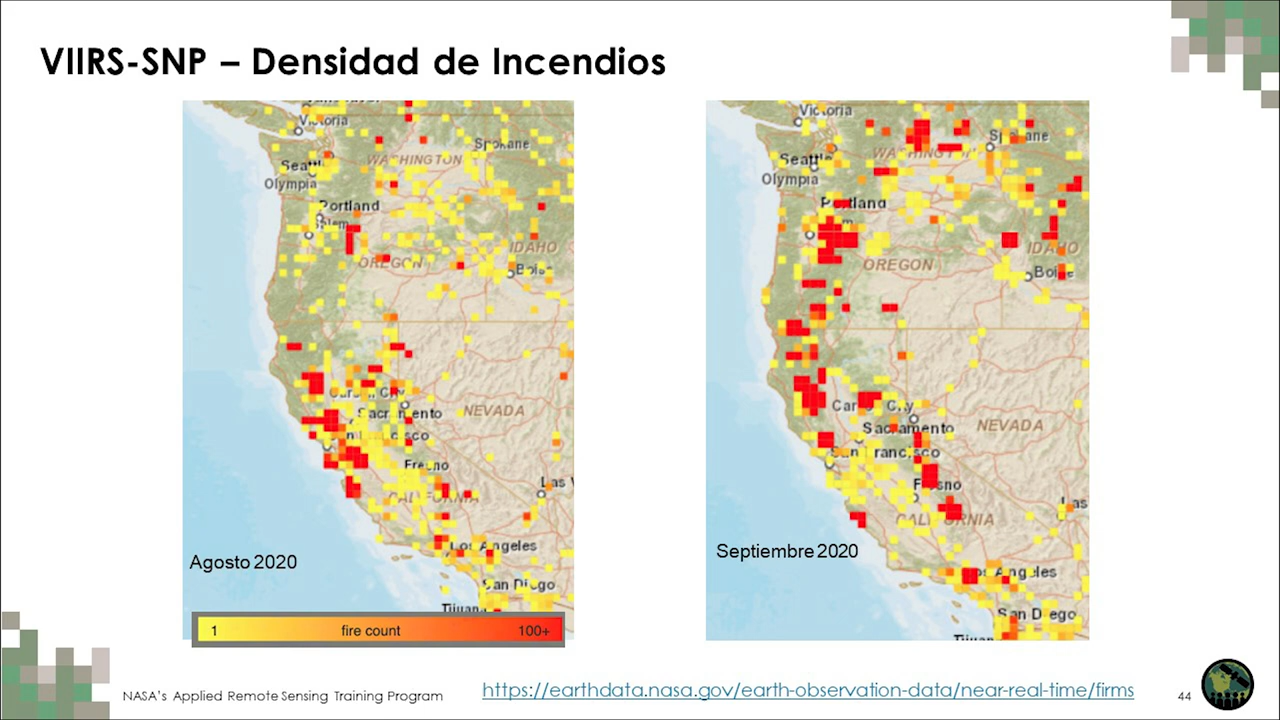 VIIRS-SNP – Densidad de Incendios
Victoria
Spokane
WASHINGTON
Seattle
Olympia
Portland
IDAHO
OREGON
Boise
Carson City
Sacramento
NEVADA
San Francisco
Fresno
Las V
CALIFORNIA
Los Angeles
Agosto 2020
San Diego
Tijuana
1 fire count 100+
Victoria
Spokane
Seattle
WASHINGTON
Olympia
Portland
IDAHO
OREGON
Boise
Carson City
Sacramento
NEVADA
San Francisco
Fresno
Las
CALIFORNIA
Septiembre 2020
Los Angeles
San Diego
NASA's Applied Remote Sensing Training Program
https://earthdata.nasa.gov/earth-observation-data/near-real-time/firms
44